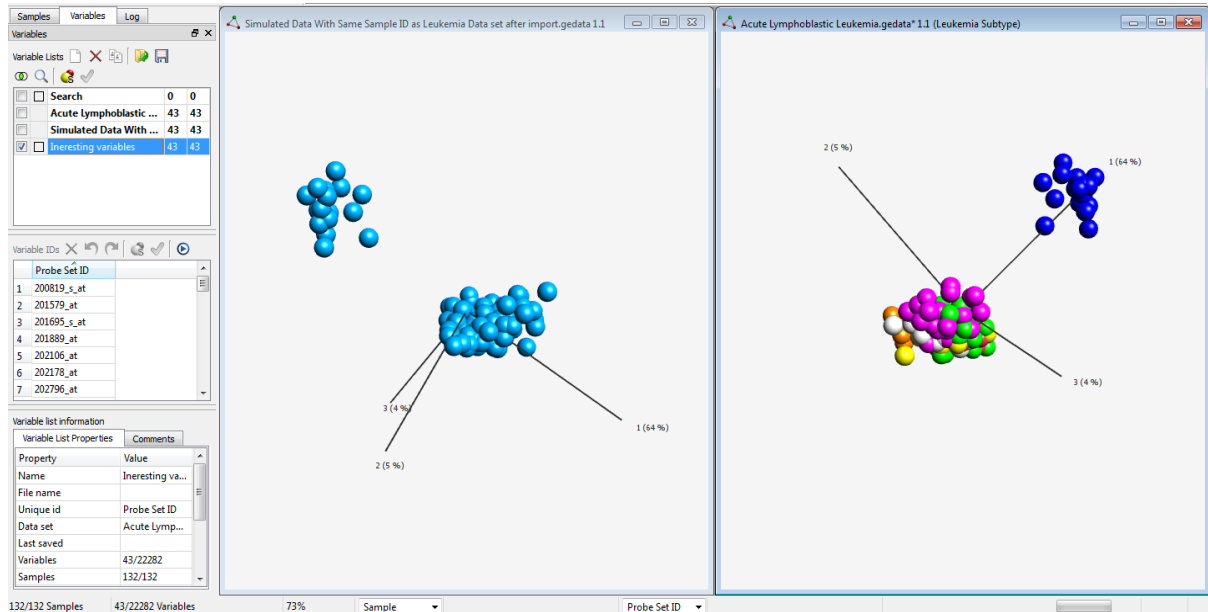 Samples Variables Log
Variables
Variable Lists
Search 0 0
Acute Lymphoblastic ... 43 43
Simulated Data With ... 43 43
Ineresting variables 43 43
Variable IDs
Probe Set ID
1 200819_s_at
2 201579_at
3 201695_s_at
4 201889_at
5 202106_at
6 202178_at
7 202796_at
Variable list information
Variable List Properties Comments
Property Value
Name Ineresting va...
File name
Unique id Probe Set ID
Data set Acute Lymp...
Last saved
Variables 43/22282
Samples 132/132
132/132 Samples 43/22282 Variables 73% Sample Probe Set ID
Simulated Data With Same Sample ID as Leukemia Data set after import.gedata 1.1
3 (4 %)
1 (64 %)
2 (5 %)
Acute Lymphoblastic Leukemia.gedata* 1.1 (Leukemia Subtype)
2 (5 %)
1 (64 %)
3 (4 %)